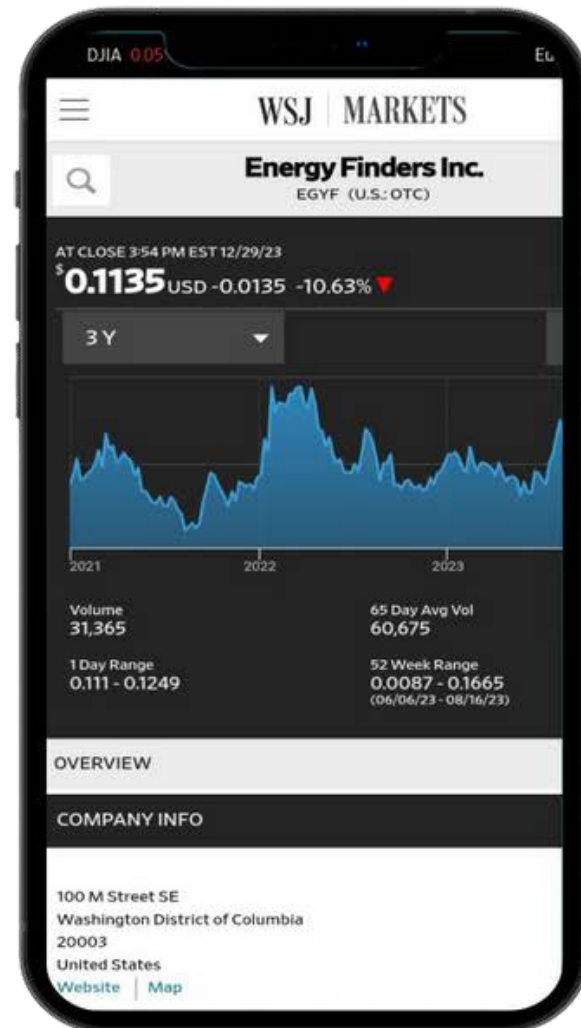 DJIA 0.05
Eu
WSJ | MARKETS
Energy Finders Inc.
EGYF (U.S.: OTC)
AT CLOSE 3:54 PM EST 12/29/23
$0.1135 USD -0.0135 -10.63% ▼
3 Y
2021 2022 2023
Volume
31,365
65 Day Avg Vol
60,675
1 Day Range
0.111 - 0.1249
52 Week Range
0.0087 - 0.1665
(06/06/23 - 08/16/23)
OVERVIEW
COMPANY INFO
100 M Street SE
Washington District of Columbia
20003
United States
Website | Map